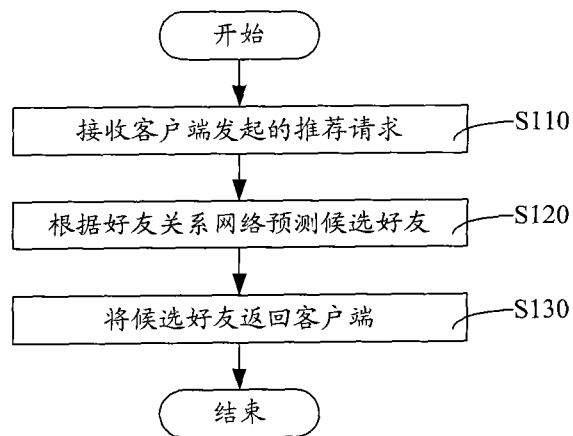 开始
接收客户端发起的推荐请求
S110
根据好友关系网络预测候选好友
S120
将候选好友返回客户端
S130
结束